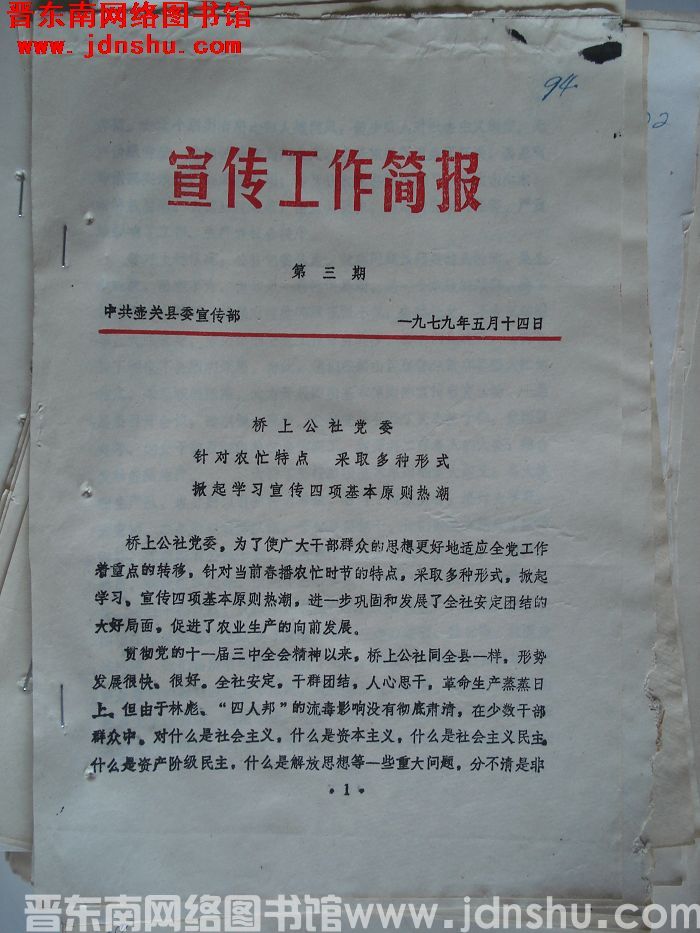 晋东南网络图书馆
www.jdnshu.com
94
宣传工作简报
第三期
中共壶关县委宣传部 一九七九年五月十四日
桥上公社党委
针对农忙特点 采取多种形式
掀起学习宣传四项基本原则热潮
桥上公社党委，为了使广大干部群众的思想更好地适应全党工作
着重点的转移，针对当前春播农忙时节的特点，采取多种形式，掀起
学习、宣传四项基本原则热潮，进一步巩固和发展了全社安定团结的
大好局面，促进了农业生产的向前发展。
贯彻党的十一届三中全会精神以来，桥上公社同全县一样，形势
发展很快、很好。全社安定，干群团结，人心思干，革命生产蒸蒸日
上。但由于林彪、“四人邦”的流毒影响没有彻底肃清，在少数干部
群众中。对什么是社会主义，什么是资本主义，什么是社会主义民主，
什么是资产阶级民主，什么是解放思想等一些重大问题，分不清是非
·1·
晋东南网络图书馆www.jdnshu.com